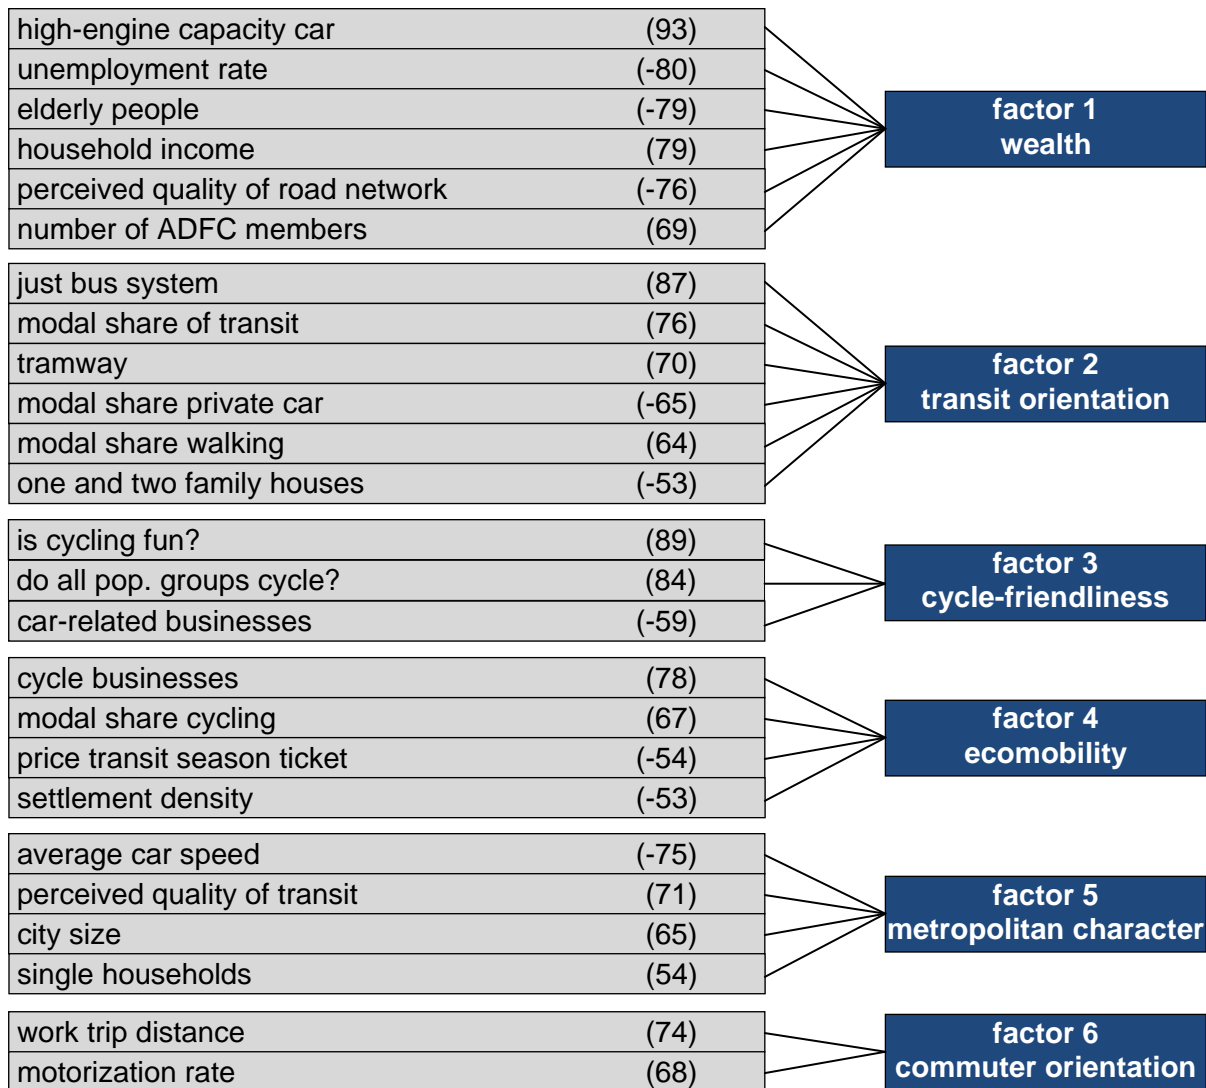 high-engine capacity car (93)
unemployment rate (-80)
elderly people (-79)
household income (79)
perceived quality of road network (-76)
number of ADFC members (69)
factor 1
wealth
just bus system (87)
modal share of transit (76)
tramway (70)
modal share private car (-65)
modal share walking (64)
one and two family houses (-53)
factor 2
transit orientation
is cycling fun? (89)
do all pop. groups cycle? (84)
car-related businesses (-59)
factor 3
cycle-friendliness
cycle businesses (78)
modal share cycling (67)
price transit season ticket (-54)
settlement density (-53)
factor 4
ecomobility
average car speed (-75)
perceived quality of transit (71)
city size (65)
single households (54)
factor 5
metropolitan character
work trip distance (74)
motorization rate (68)
factor 6
commuter orientation